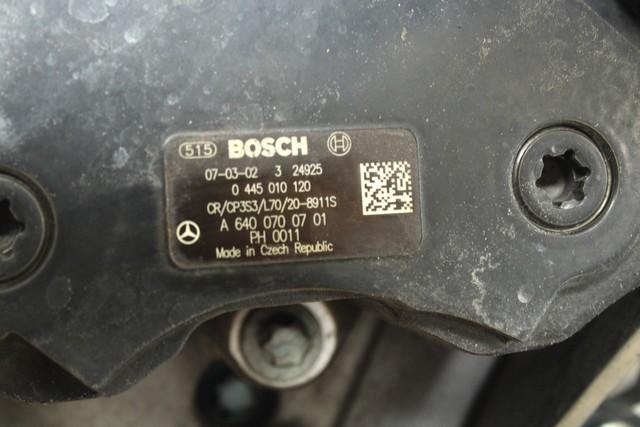 515 BOSCH
07-03-02 3 24925
0 445 010 120
CR/CP3S3/L70/20-8911S
A 640 070 07 01
PH 0011
Made in Czech Republic